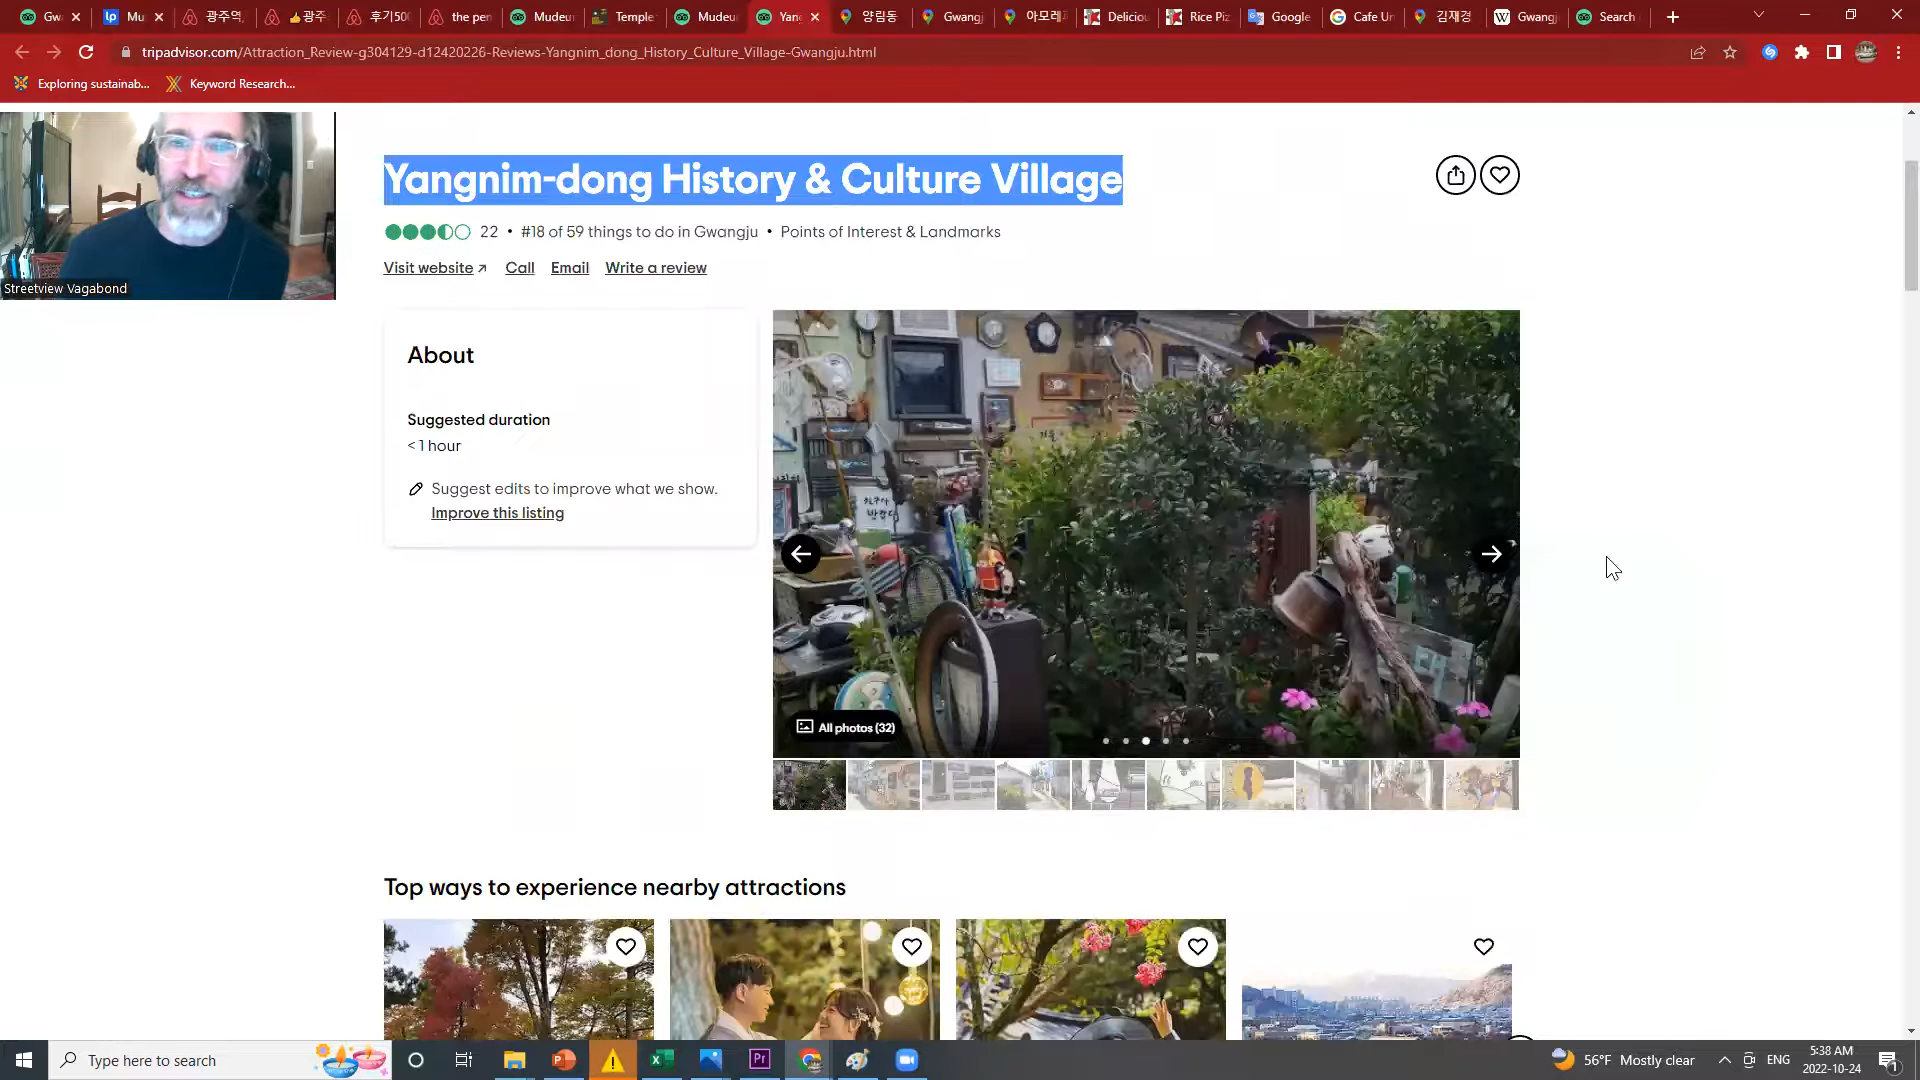 Gw
Mu
광주역,
👍광주
후기500
the pen
Mudeu
Temple
Mudeu
Yang
양림동
Gwangj
아모레
Deliciou
Rice Piz
Google
Cafe Un
김재경
Gwangj
Search
tripadvisor.com/Attraction_Review-g304129-d12420226-Reviews-Yangnim_dong_History_Culture_Village-Gwangju.html
Exploring sustainab...
Keyword Research...
Streetview Vagabond
Yangnim-dong History & Culture Village
22 • #18 of 59 things to do in Gwangju • Points of Interest & Landmarks
Visit website Call Email Write a review
About
Suggested duration
< 1 hour
Suggest edits to improve what we show.
Improve this listing
All photos (32)
Top ways to experience nearby attractions
Type here to search
56°F Mostly clear
ENG
5:38 AM
2022-10-24